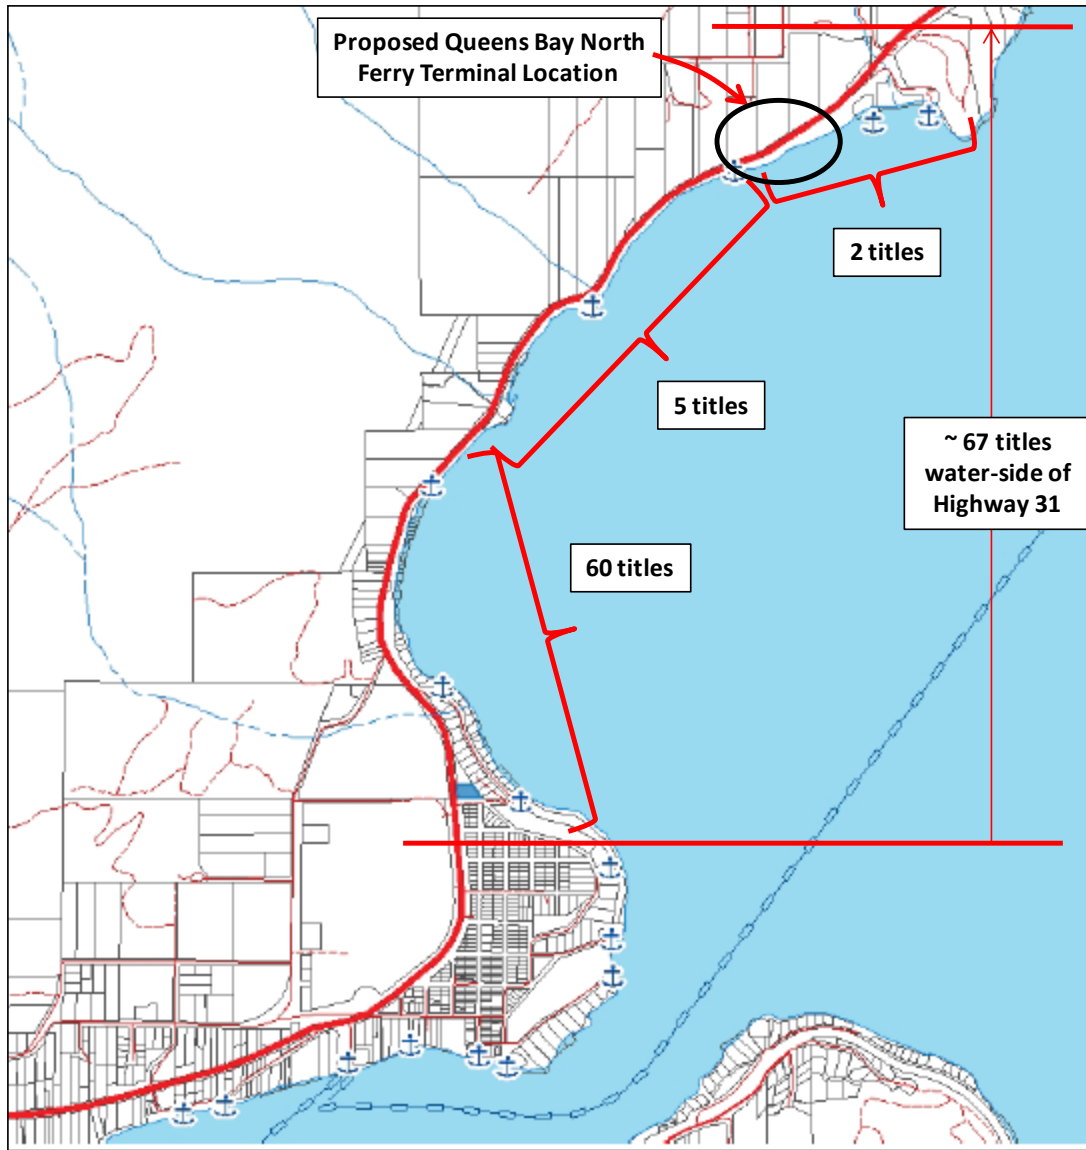 Proposed Queens Bay North
Ferry Terminal Location
2 titles
5 titles
~ 67 titles
water-side of
Highway 31
60 titles